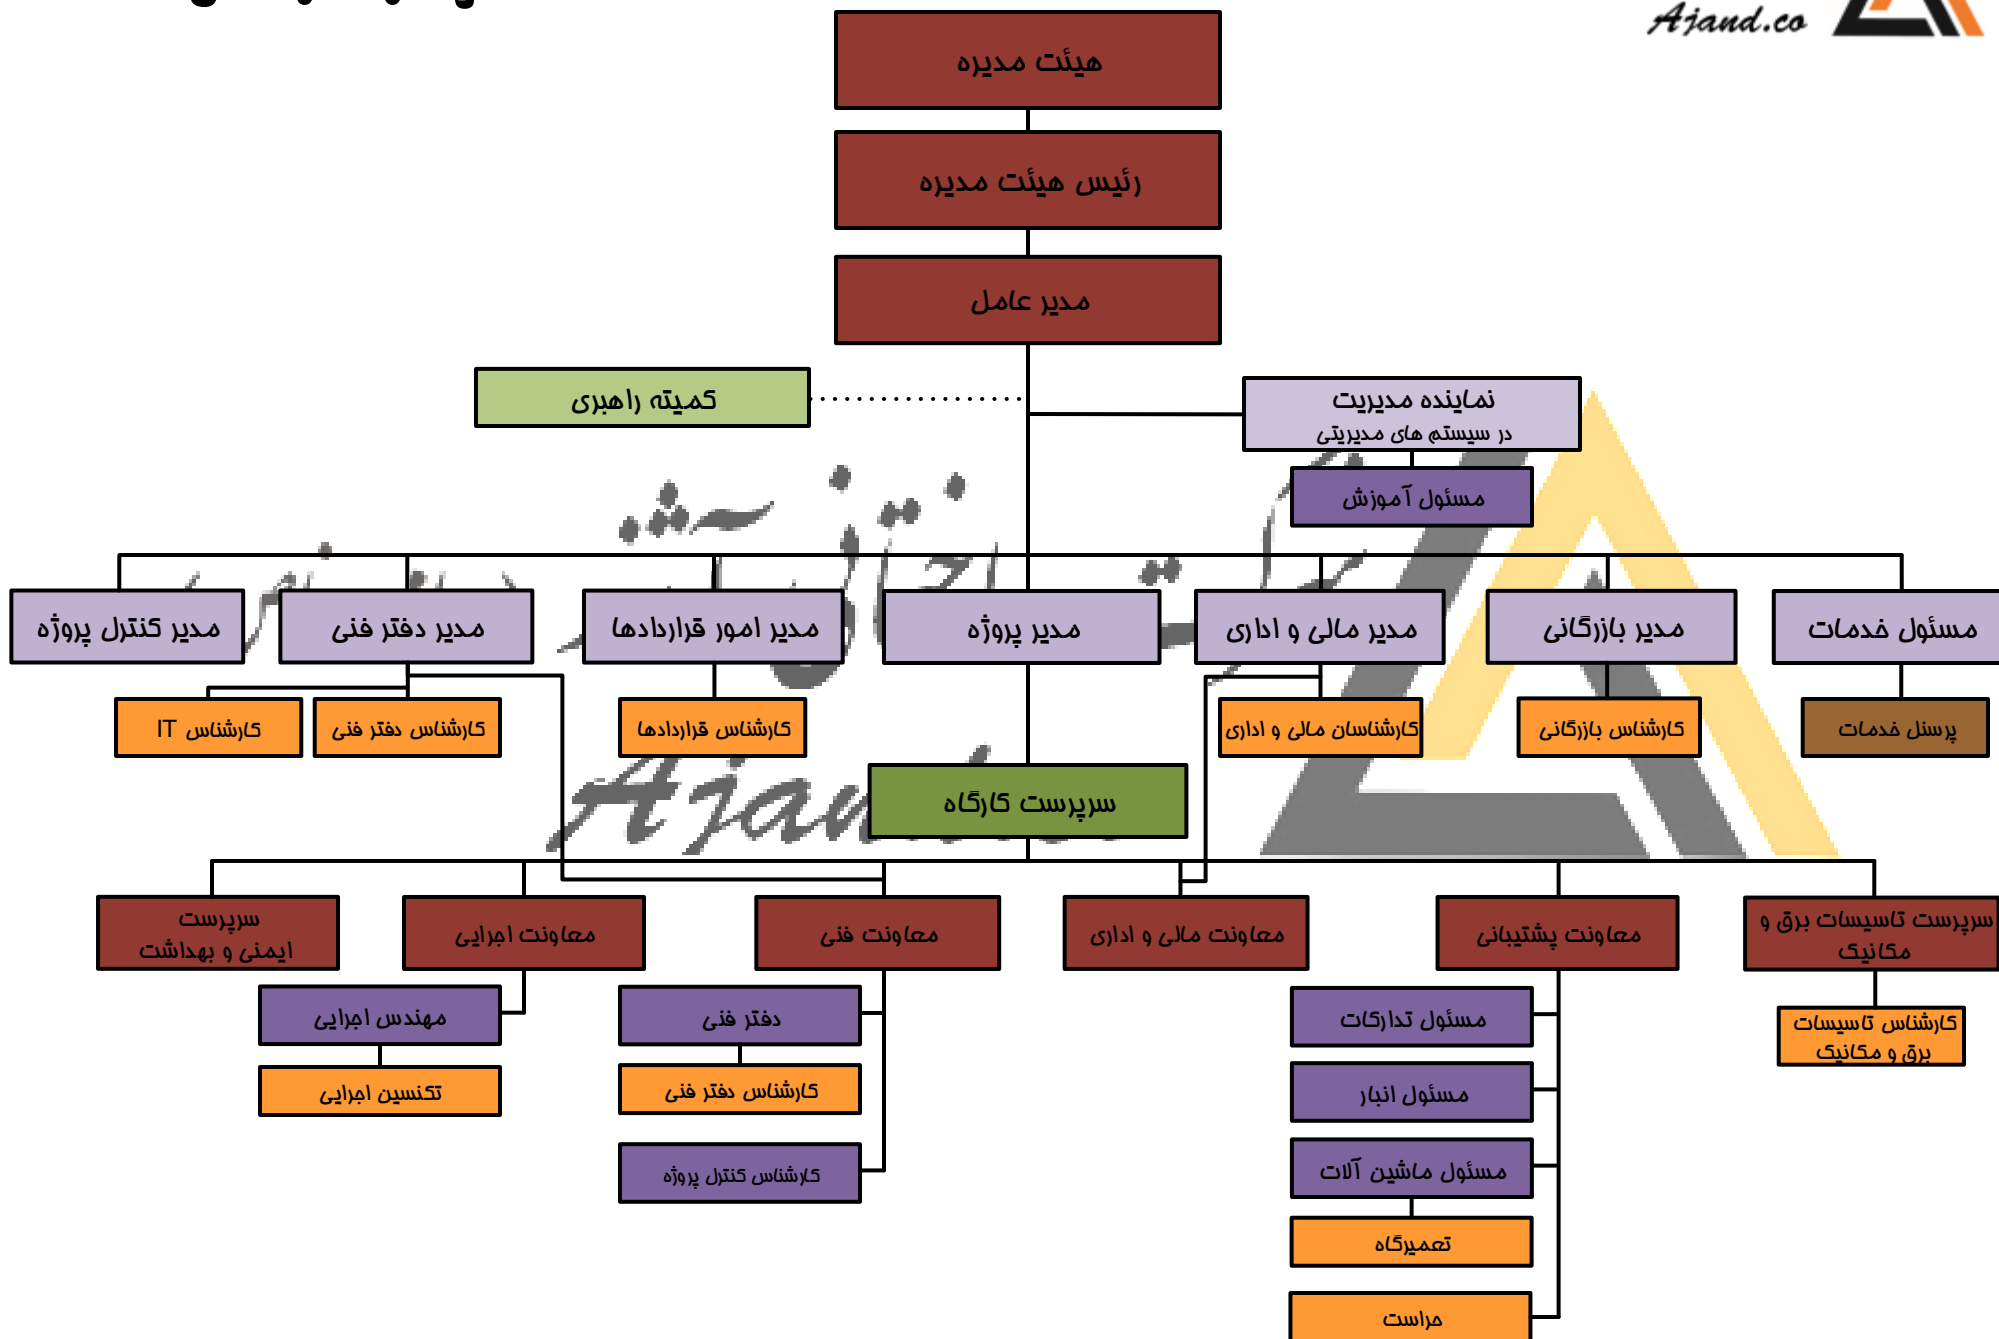 Ajand.co
هیئت مدیره
رئیس هیئت مدیره
مدیر عامل
کمیته راهبری
نماینده مدیریت
در سیستم های مدیریتی
مسئول آموزش
مسئول خدمات
مدیر بازرگانی
مدیر مالی و اداری
مدیر پروژه
مدیر امور قراردادها
مدیر دفتر فنی
مدیر کنترل پروژه
پرسنل خدمات
کارشناس بازرگانی
کارشناسان مالی و اداری
کارشناس قراردادها
کارشناس دفتر فنی
کارشناس IT
سرپرست کارگاه
سرپرست تاسیسات برق و
مکانیک
معاونت پشتیبانی
معاونت مالی و اداری
معاونت فنی
معاونت اجرایی
سرپرست
ایمنی و بهداشت
کارشناس تاسیسات
برق و مکانیک
مسئول تدارکات
مسئول انبار
مسئول ماشین آلات
تعمیرگاه
حراست
دفتر فنی
کارشناس دفتر فنی
کارشناس کنترل پروژه
مهندس اجرایی
تکنسین اجرایی